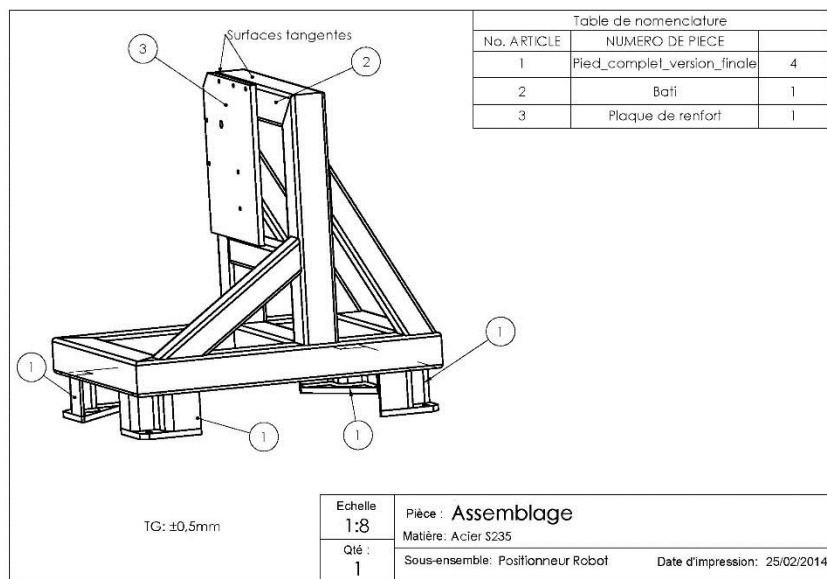 Surfaces tangentes
3
2
1
1
1
1
Table de nomenclature
No. ARTICLE NUMERO DE PIECE
1 Pied_complet_version_finale 4
2 Bati 1
3 Plaque de renfort 1
TG: ±0,5mm
Echelle
1:8
Qté :
1
Pièce : Assemblage
Matière: Acier S235
Sous-ensemble: Positionneur Robot Date d'impression: 25/02/2014